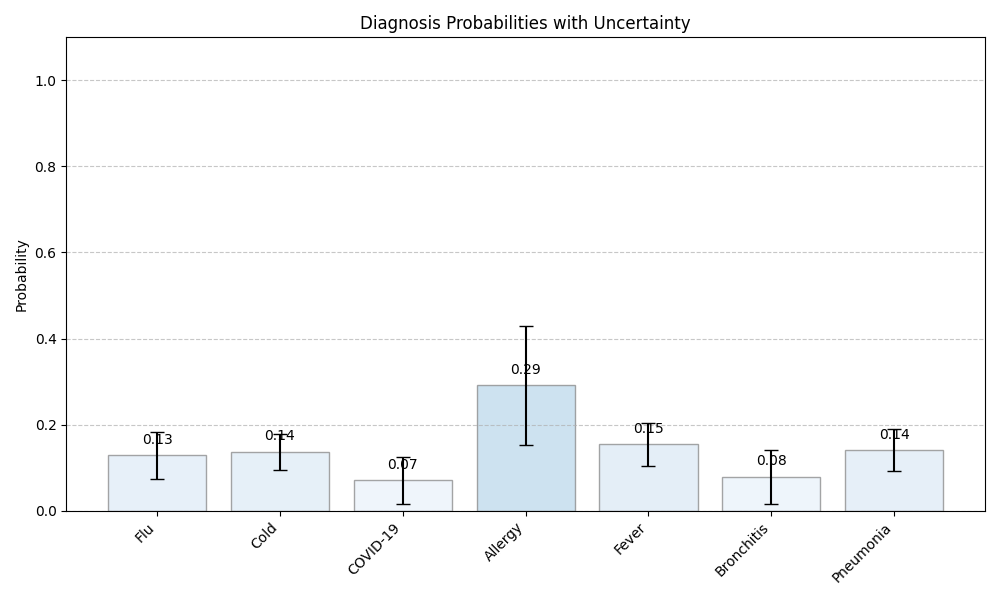 Diagnosis Probabilities with Uncertainty
Probability
1.0
0.8
0.6
0.4
0.2
0.0
0.13
0.14
0.07
0.29
0.15
0.08
0.14
Flu
Cold
COVID-19
Allergy
Fever
Bronchitis
Pneumonia